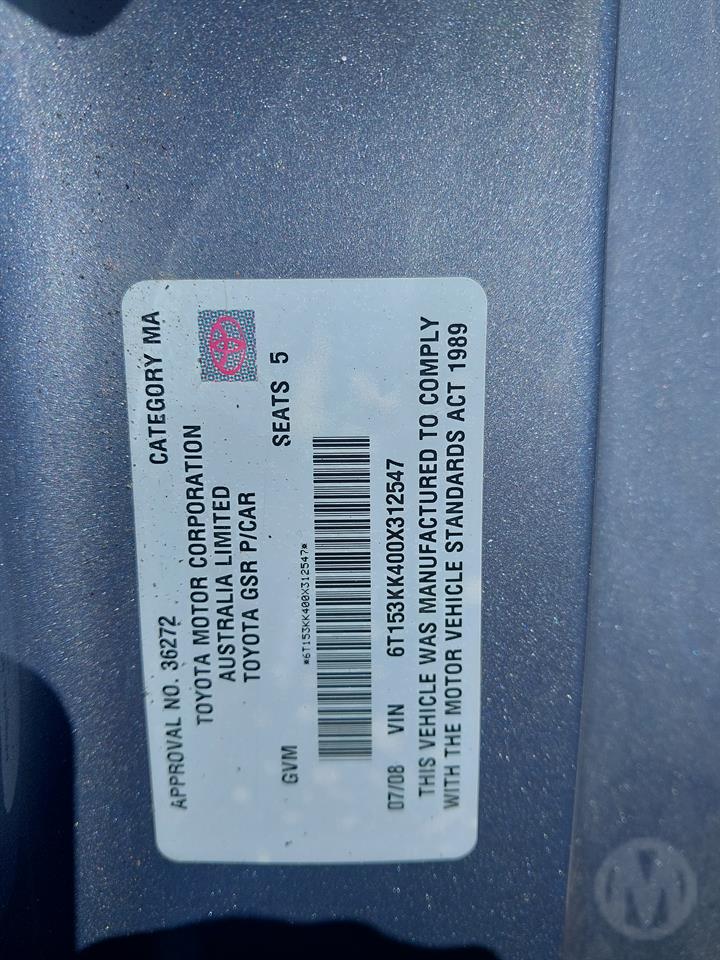 APPROVAL NO. 36272 CATEGORY MA
TOYOTA MOTOR CORPORATION
AUSTRALIA LIMITED
TOYOTA GSR P/CAR
GVM SEATS 5
*6T153KK400X312547*
07/08 VIN 6T153KK400X312547
THIS VEHICLE WAS MANUFACTURED TO COMPLY
WITH THE MOTOR VEHICLE STANDARDS ACT 1989
M